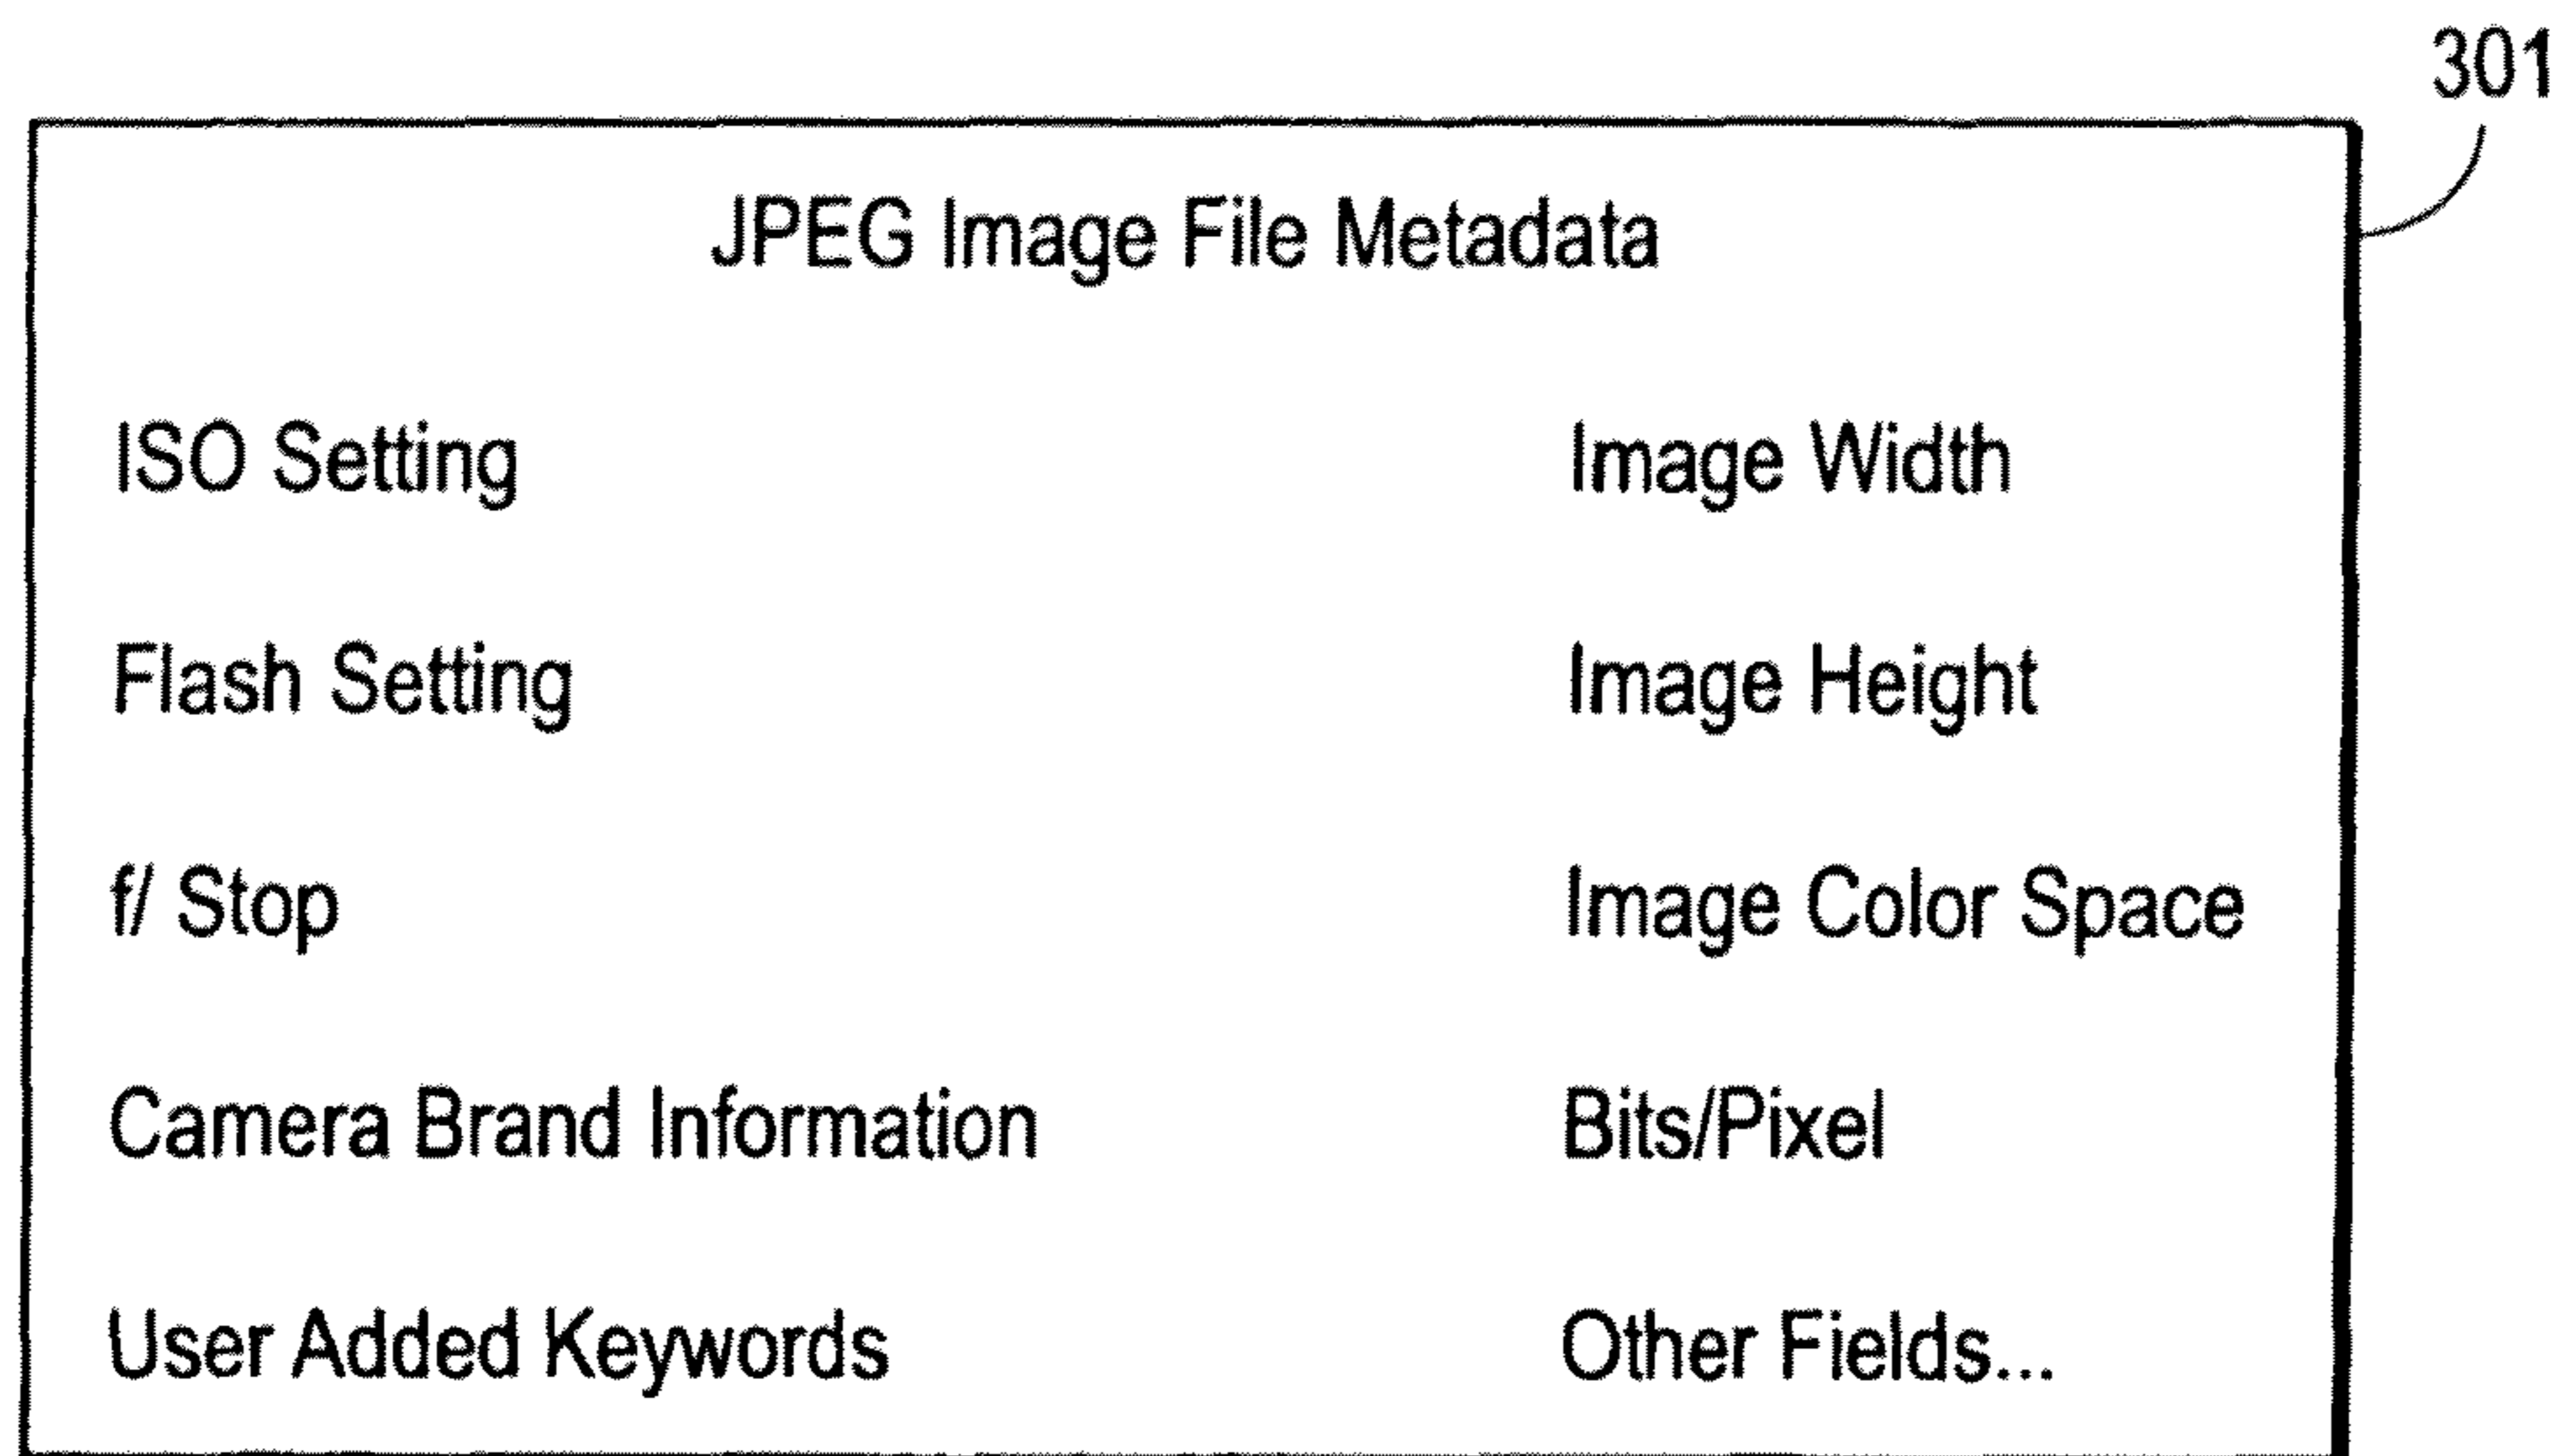 301
JPEG Image File Metadata
ISO Setting
Image Width
Flash Setting
Image Height
f/ Stop
Image Color Space
Camera Brand Information
Bits/Pixel
User Added Keywords
Other Fields...